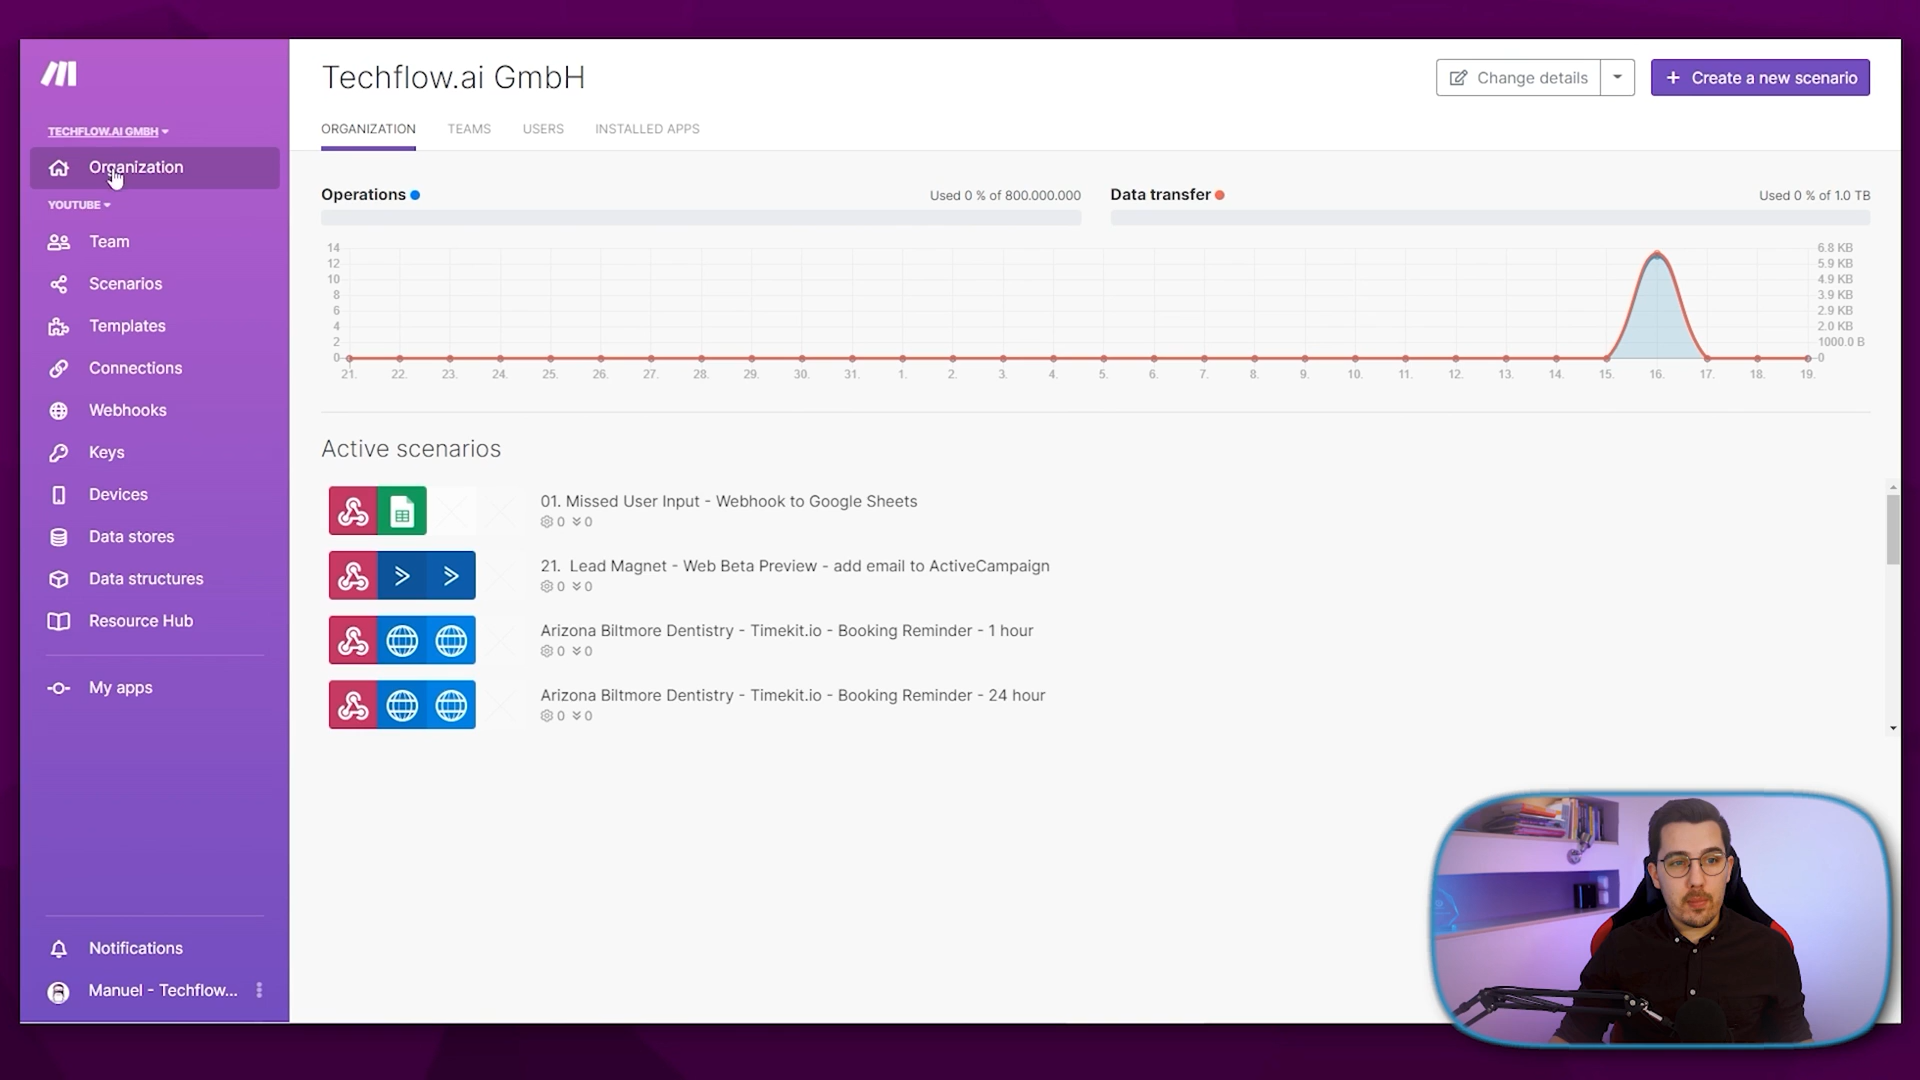 TECHFLOW.AI GMBH
Organization
YOUTUBE
Team
Scenarios
Templates
Connections
Webhooks
Keys
Devices
Data stores
Data structures
Resource Hub
My apps
Notifications
Manuel - Techflow...
Techflow.ai GmbH
Change details
+ Create a new scenario
ORGANIZATION TEAMS USERS INSTALLED APPS
Operations Used 0 % of 800.000.000
Data transfer Used 0 % of 1.0 TB
14 6.8 KB
12 5.9 KB
10 4.9 KB
8 3.9 KB
6 2.9 KB
4 2.0 KB
2 1000.0 B
0 0
21. 22. 23. 24. 25. 26. 27. 28. 29. 30. 31. 1. 2. 3. 4. 5. 6. 7. 8. 9. 10. 11. 12. 13. 14. 15. 16. 17. 18. 19.
Active scenarios
01. Missed User Input - Webhook to Google Sheets
0 0
21. Lead Magnet - Web Beta Preview - add email to ActiveCampaign
0 0
Arizona Biltmore Dentistry - Timekit.io - Booking Reminder - 1 hour
0 0
Arizona Biltmore Dentistry - Timekit.io - Booking Reminder - 24 hour
0 0